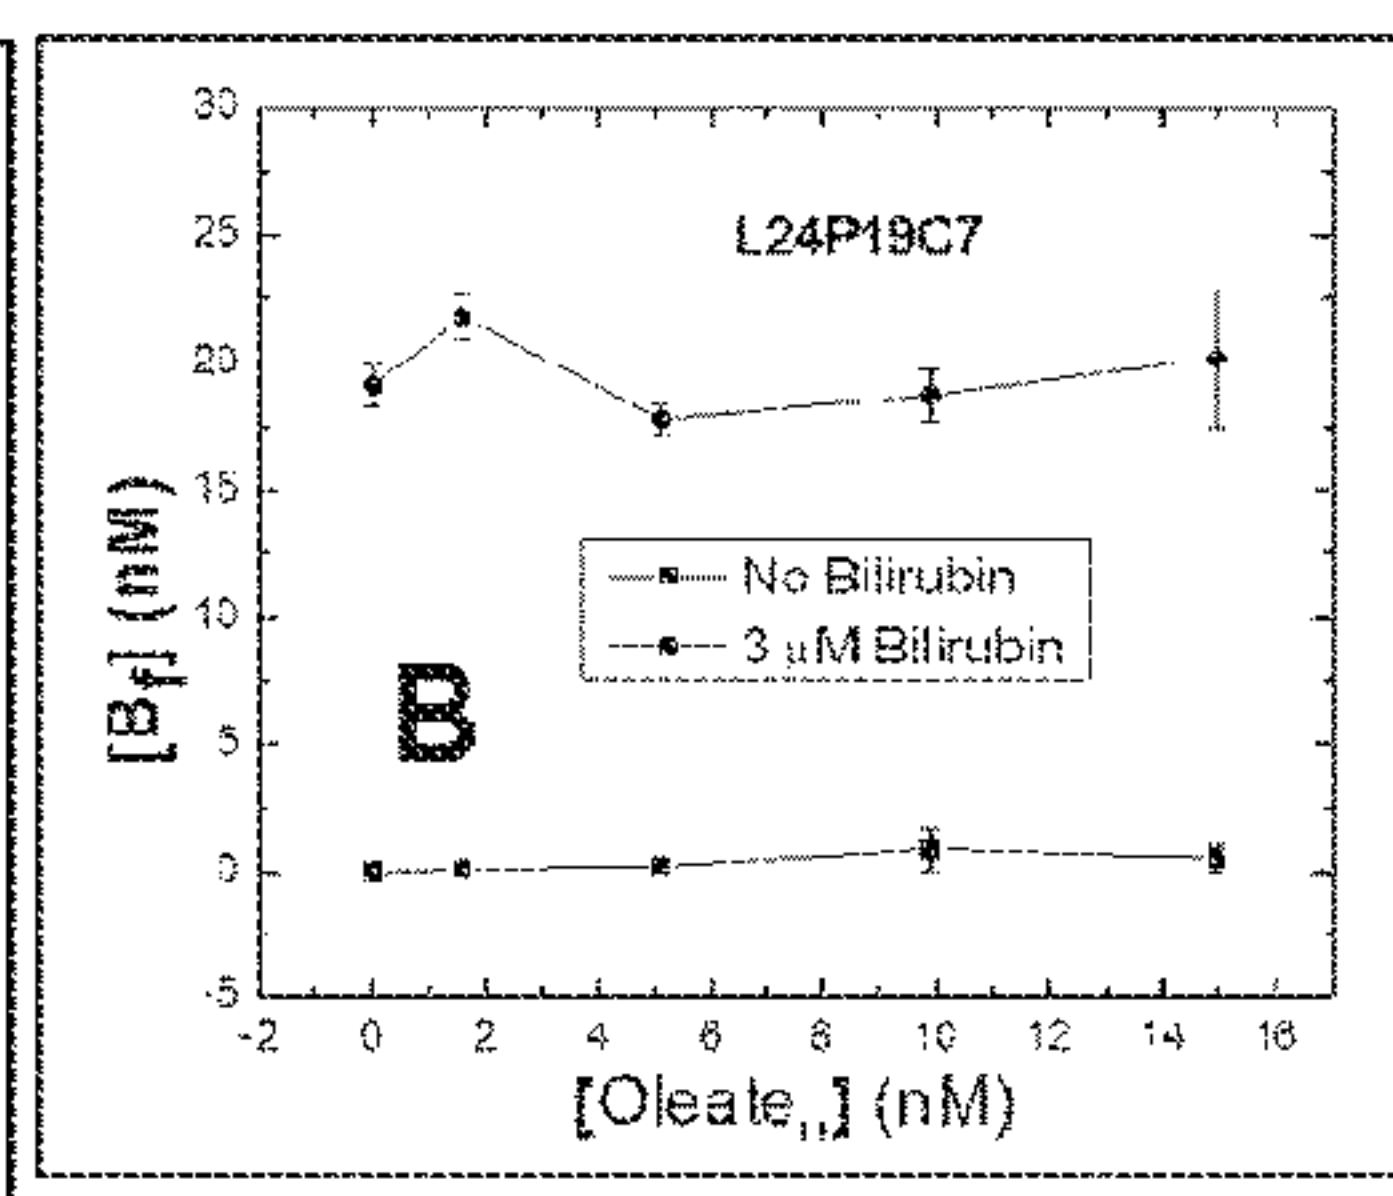 30
25
L24P19C7
20
15
No Bilirubin
10
3 μM Bilirubin
[Bf] (nM)
B
5
0
-5
-2 0 2 4 6 8 10 12 14 16
[Oleateu] (nM)